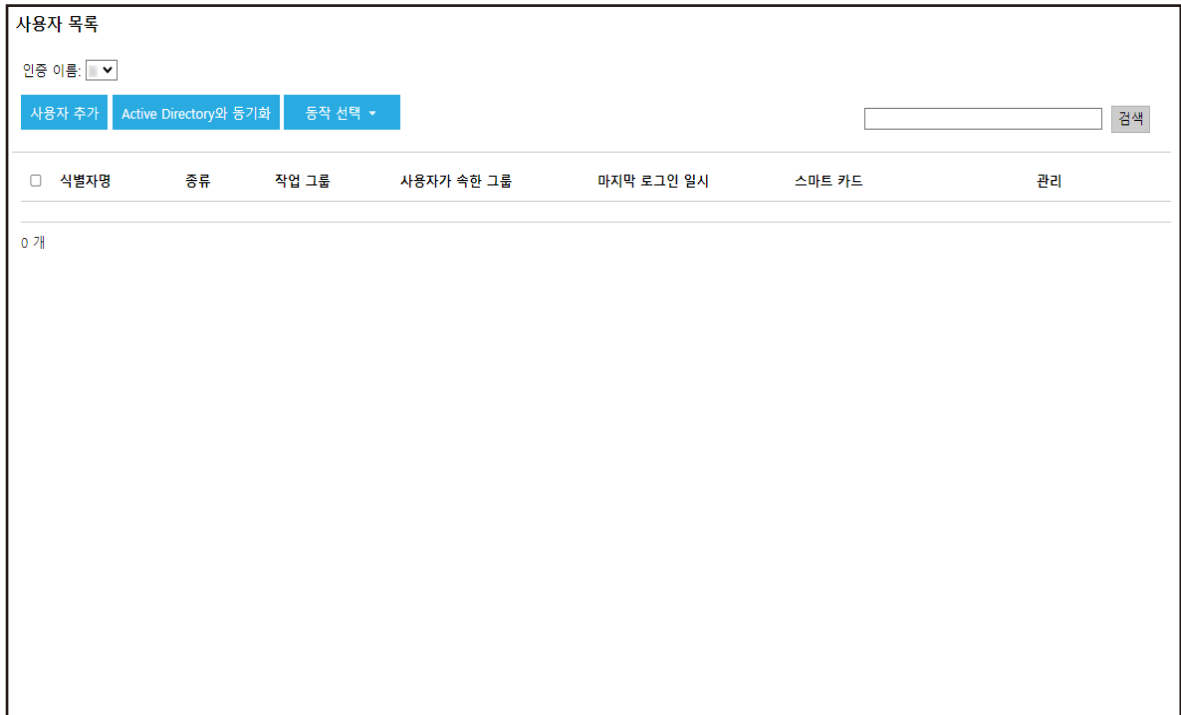 사용자 목록
인증 이름:
사용자 추가 Active Directory와 동기화 동작 선택
검색
식별자명 종류 작업 그룹 사용자가 속한 그룹 마지막 로그인 일시 스마트 카드 관리
0 개